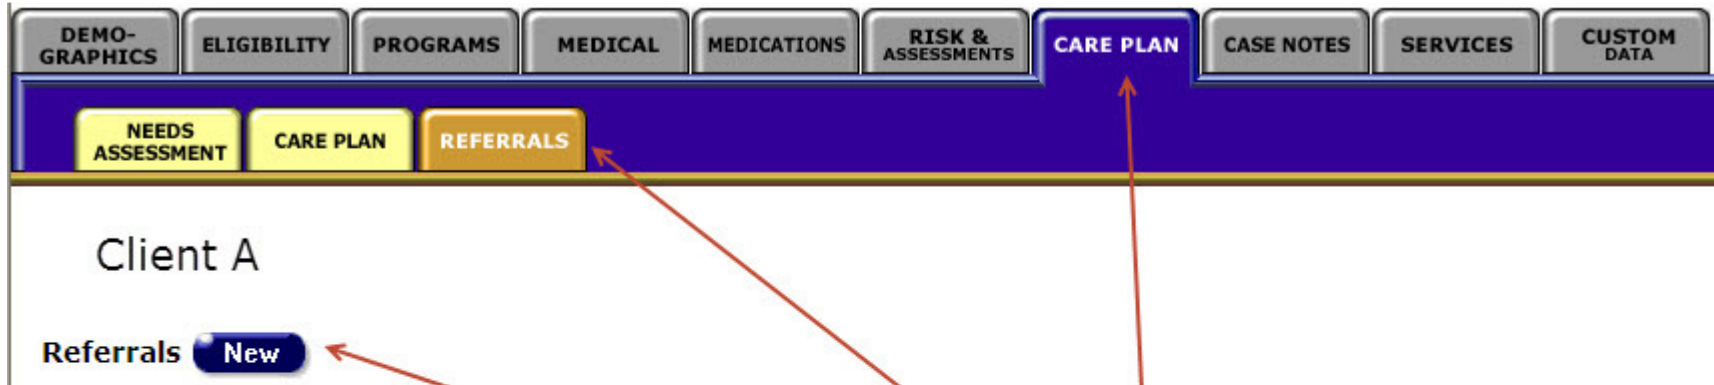 DEMO-
GRAPHICS
ELIGIBILITY
PROGRAMS
MEDICAL
MEDICATIONS
RISK &
ASSESSMENTS
CARE PLAN
CASE NOTES
SERVICES
CUSTOM
DATA
NEEDS
ASSESSMENT
CARE PLAN
REFERRALS
Client A
Referrals New